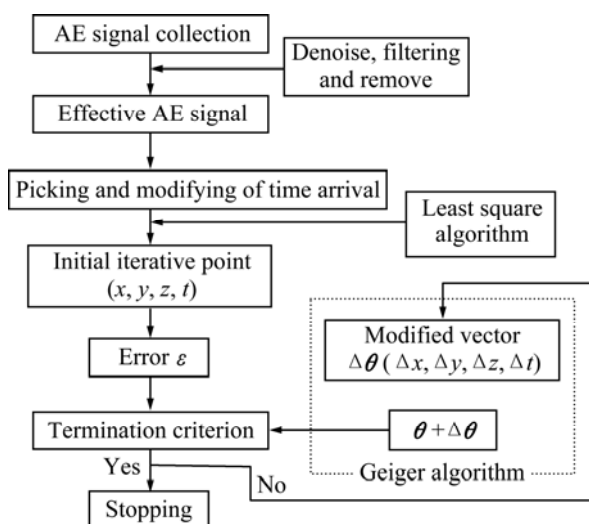 AE signal collection
Denoise, filtering
and remove
Effective AE signal
Picking and modifying of time arrival
Least square
algorithm
Initial iterative point
(x, y, z, t)
Modified vector
Δθ ( Δx, Δy, Δz, Δt)
Error ε
Termination criterion
θ + Δθ
Geiger algorithm
Yes
No
Stopping